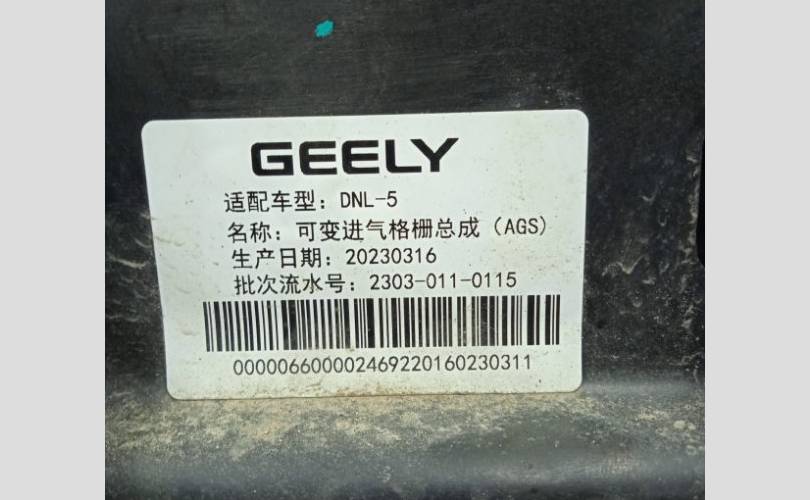 GEELY
适配车型：DNL-5
名称：可变进气格栅总成（AGS）
生产日期：20230316
批次流水号：2303-011-0115
0000066000024692201602303​11